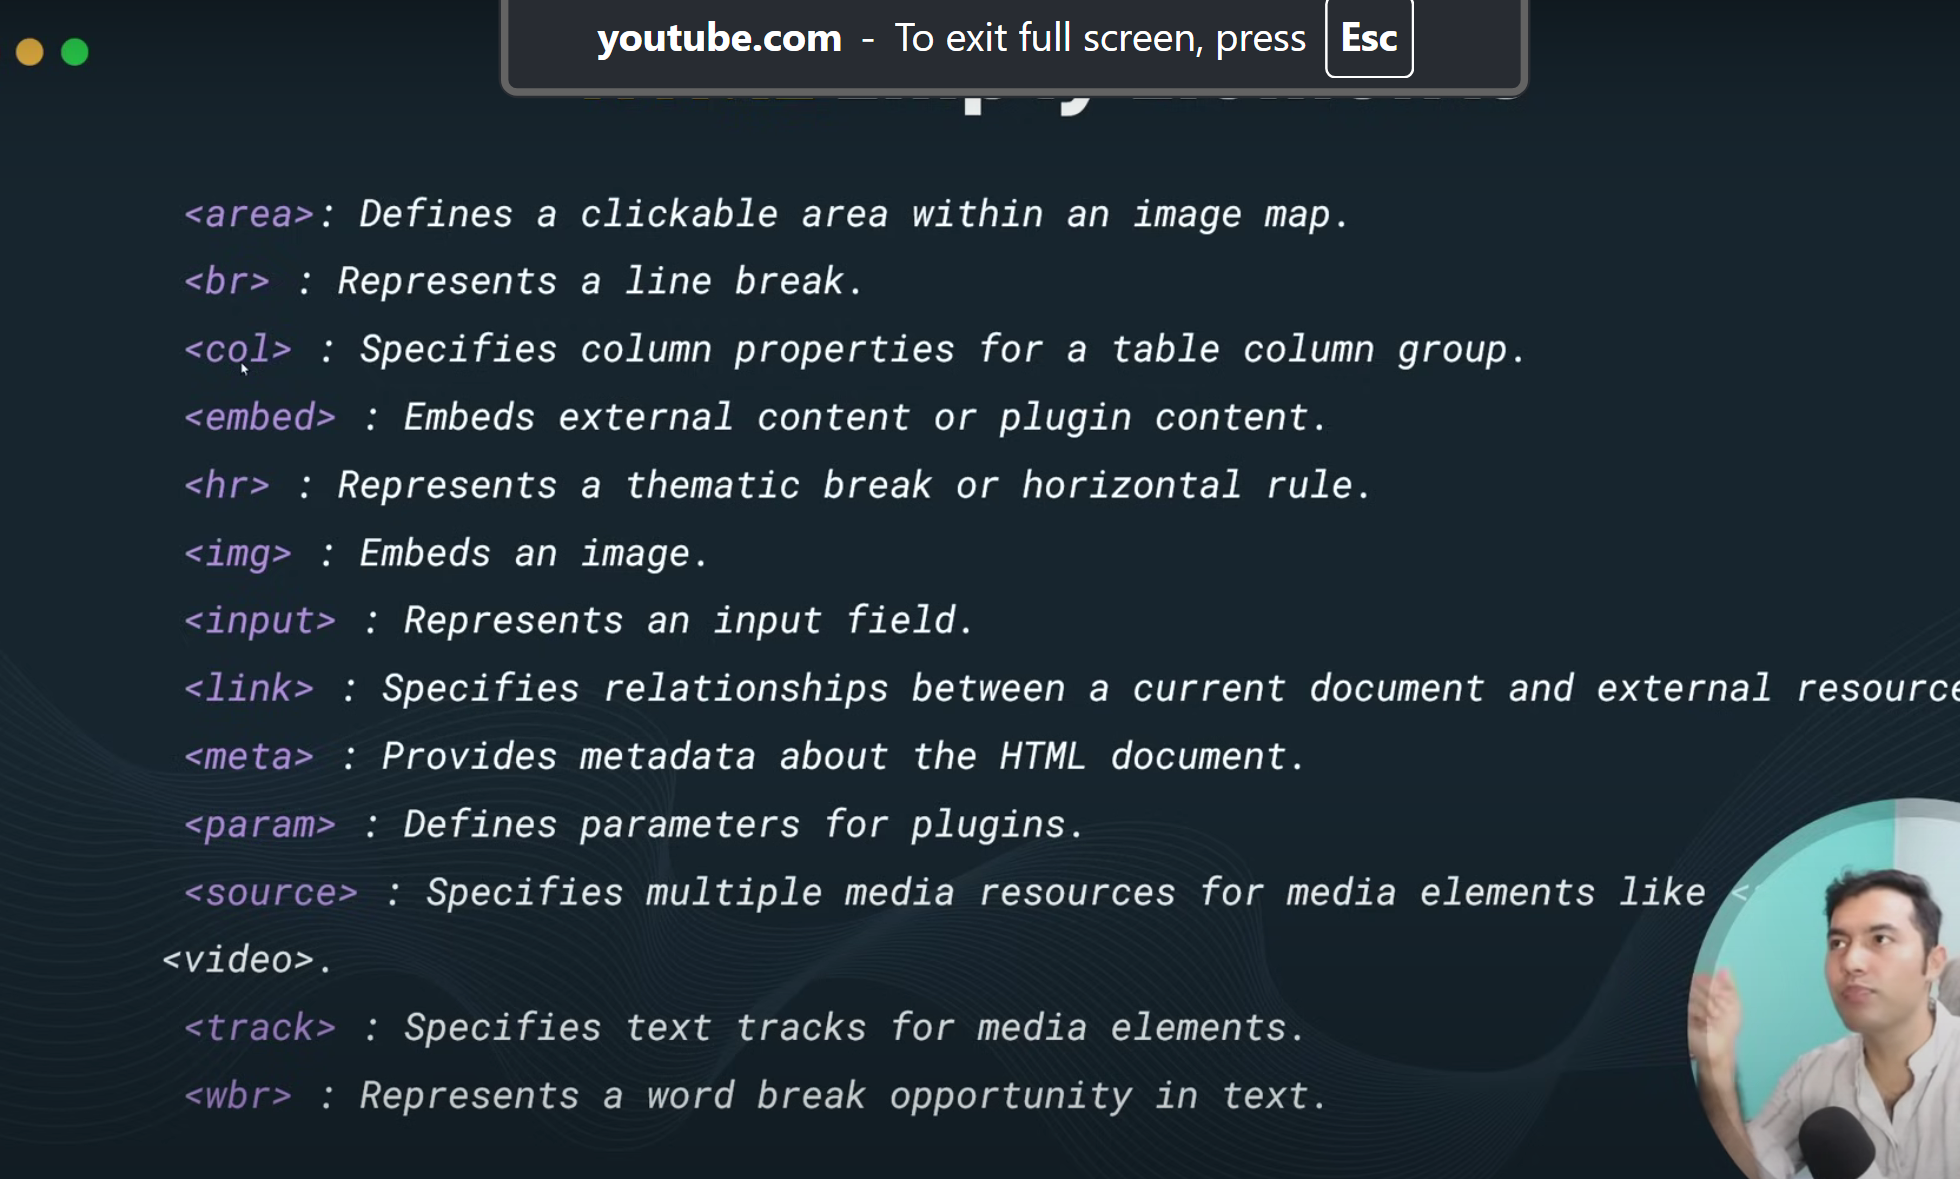 youtube.com - To exit full screen, press Esc
<area>: Defines a clickable area within an image map.
<br> : Represents a line break.
<col> : Specifies column properties for a table column group.
<embed> : Embeds external content or plugin content.
<hr> : Represents a thematic break or horizontal rule.
<img> : Embeds an image.
<input> : Represents an input field.
<link> : Specifies relationships between a current document and external
<meta> : Provides metadata about the HTML document.
<param> : Defines parameters for plugins.
<source> : Specifies multiple media resources for media elements like <
<video>.
<track> : Specifies text tracks for media elements.
<wbr> : Represents a word break opportunity in text.